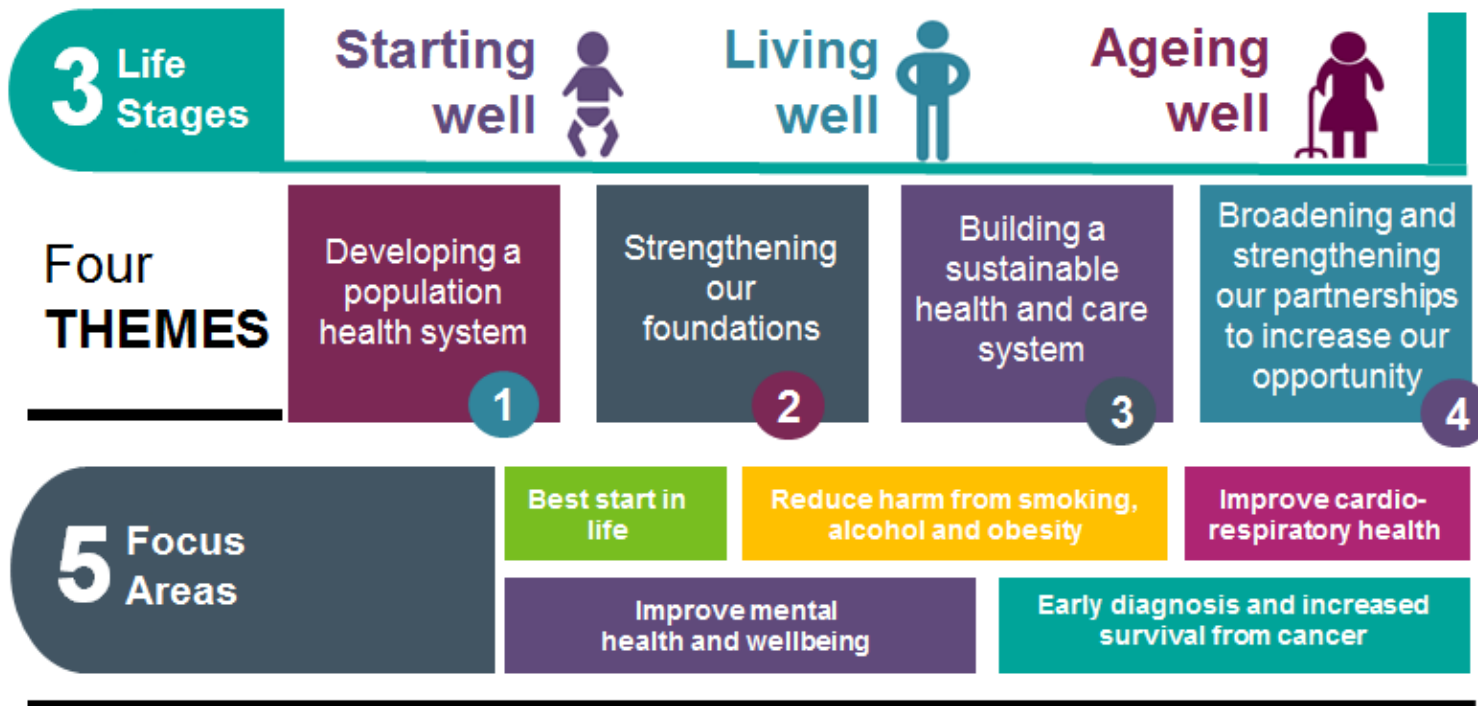 3 Life
Stages
Starting
well
Living
well
Ageing
well
Four
THEMES
Developing a
population
health system
1
Strengthening
our
foundations
2
Building a
sustainable
health and care
system
3
Broadening and
strengthening
our partnerships
to increase our
opportunity
4
5 Focus
Areas
Best start in
life
Reduce harm from smoking,
alcohol and obesity
Improve cardio-
respiratory health
Improve mental
health and wellbeing
Early diagnosis and increased
survival from cancer